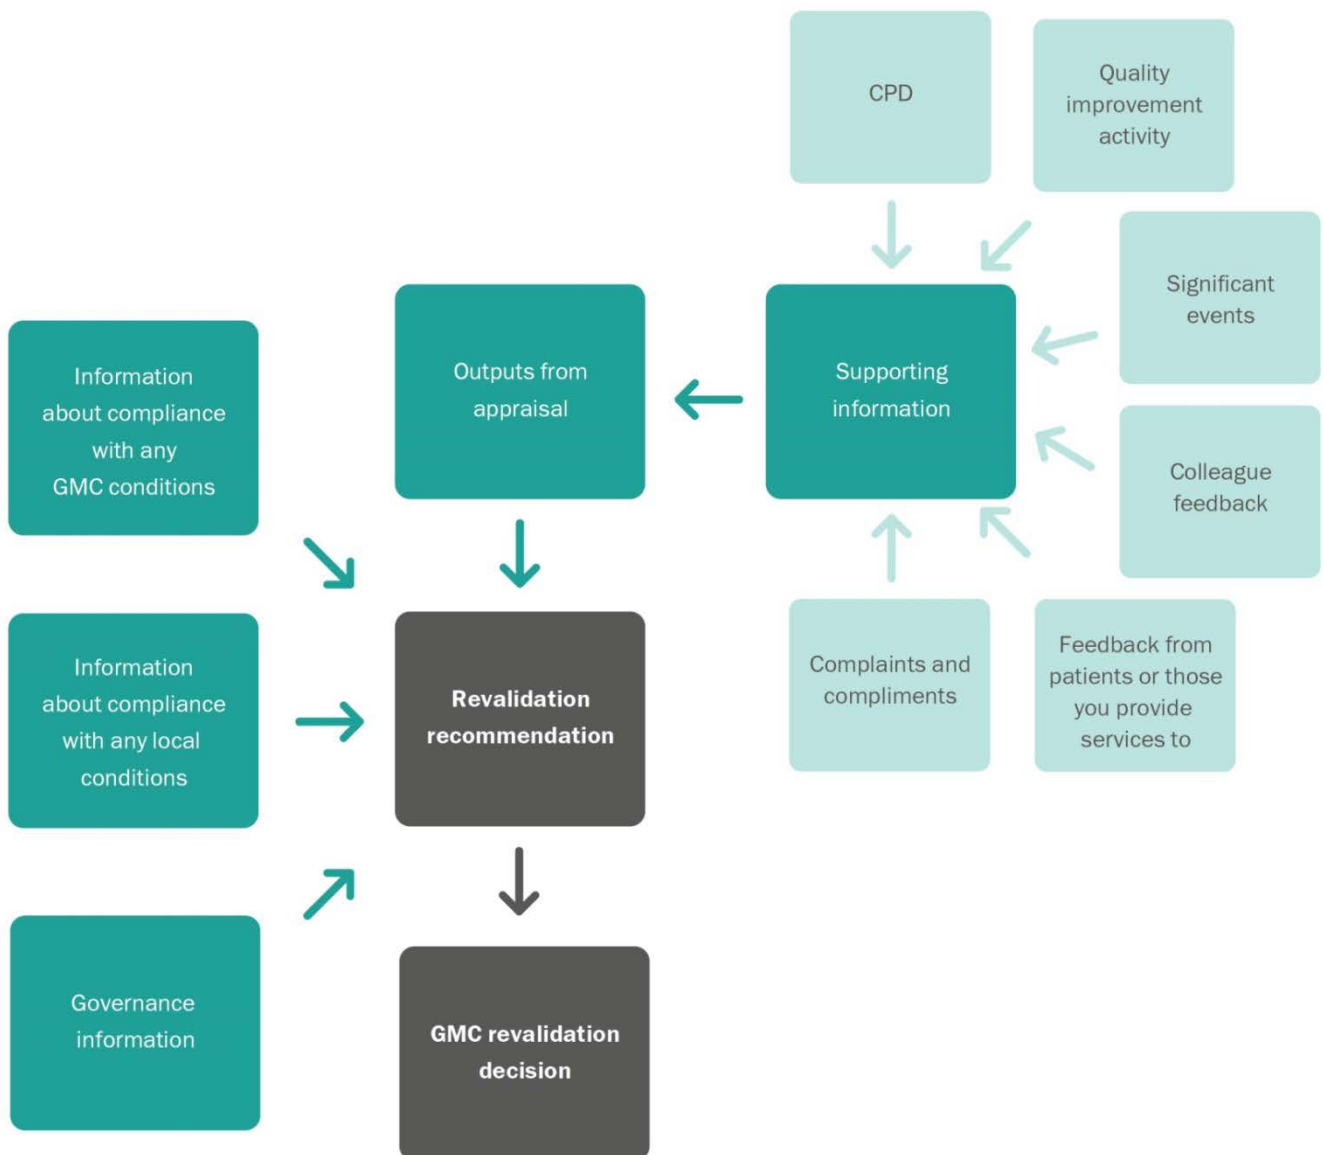 CPD
Quality
improvement
activity
Significant
events
Information
about compliance
with any
GMC conditions
Outputs from
appraisal
Supporting
information
Colleague
feedback
Information
about compliance
with any local
conditions
Revalidation
recommendation
Complaints and
compliments
Feedback from
patients or those
you provide
services to
Governance
information
GMC revalidation
decision